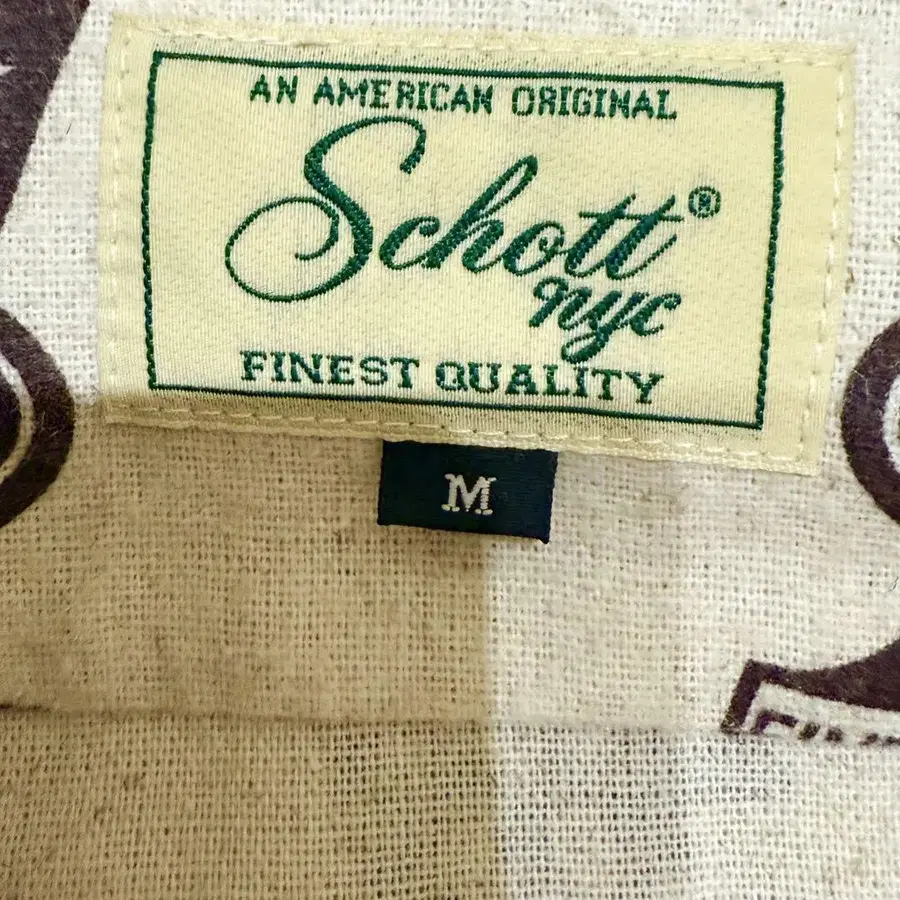 AN AMERICAN ORIGINAL
Schott®
nyc
FINEST QUALITY
M